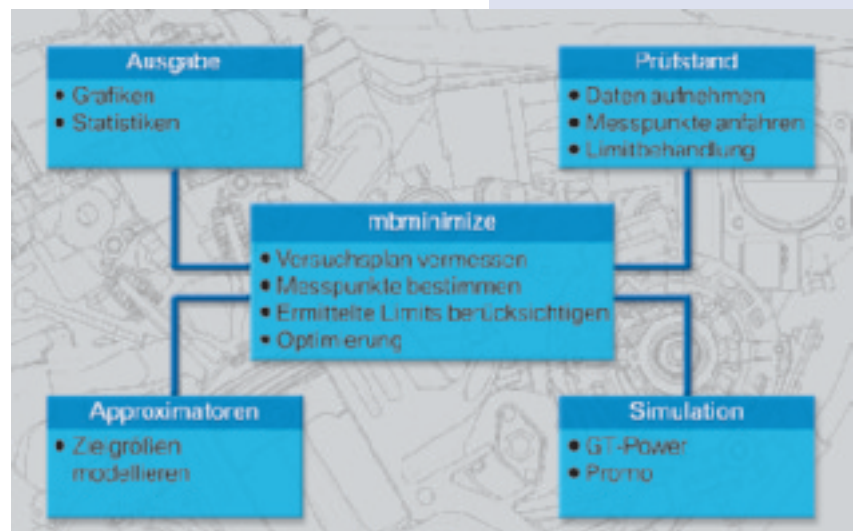 Ausgabe
• Grafiken
• Statistiken
Prüfstand
• Daten aufnehmen
• Messpunkte anfahren
• Limitbehandlung
mbminimize
• Versuchsplan vermessen
• Messpunkte bestimmen
• Ermittelte Limits berücksichtigen
• Optimierung
Approximatoren
• Zielgrößen
modellieren
Simulation
• GT-Power
• Promo